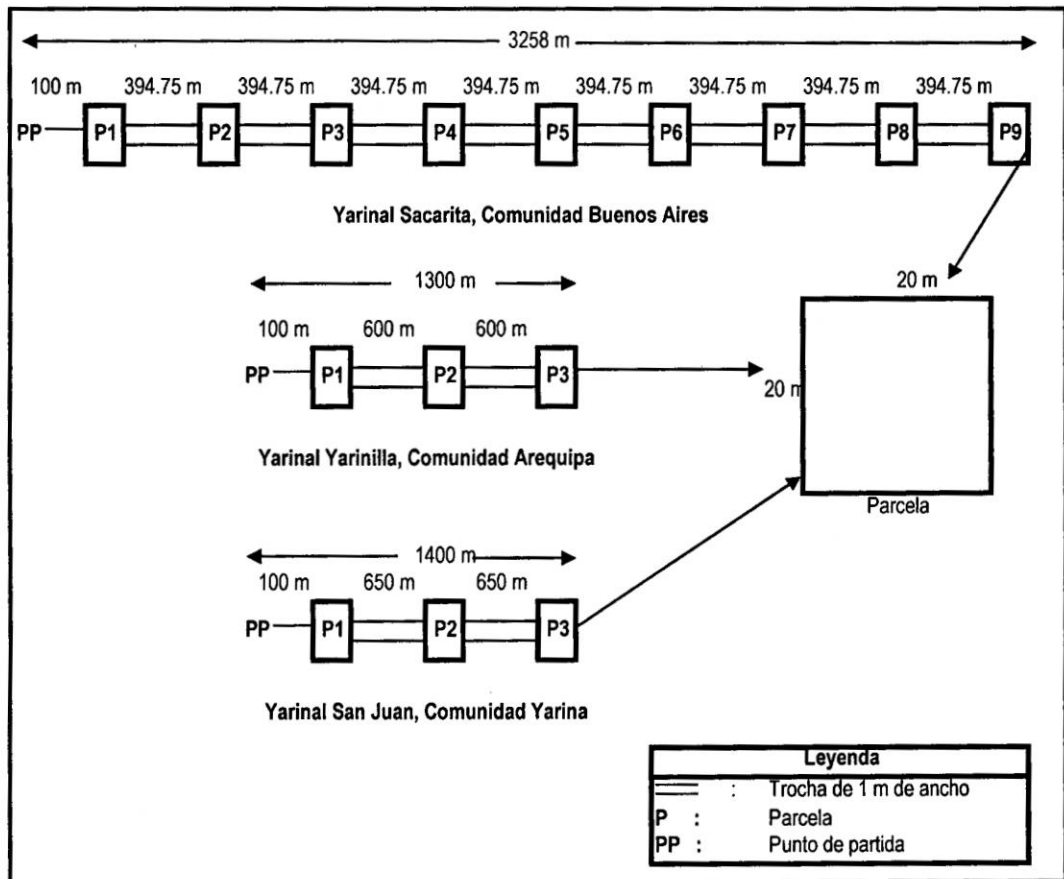 3258 m
100 m 394.75 m 394.75 m 394.75 m 394.75 m 394.75 m 394.75 m 394.75 m 394.75 m
PP P1 P2 P3 P4 P5 P6 P7 P8 P9
Yarinal Sacarita, Comunidad Buenos Aires
20 m
1300 m
100 m 600 m 600 m
PP P1 P2 P3
20 m
Yarinal Yarinilla, Comunidad Arequipa
Parcela
1400 m
100 m 650 m 650 m
PP P1 P2 P3
Yarinal San Juan, Comunidad Yarina
Leyenda
: Trocha de 1 m de ancho
P : Parcela
PP : Punto de partida